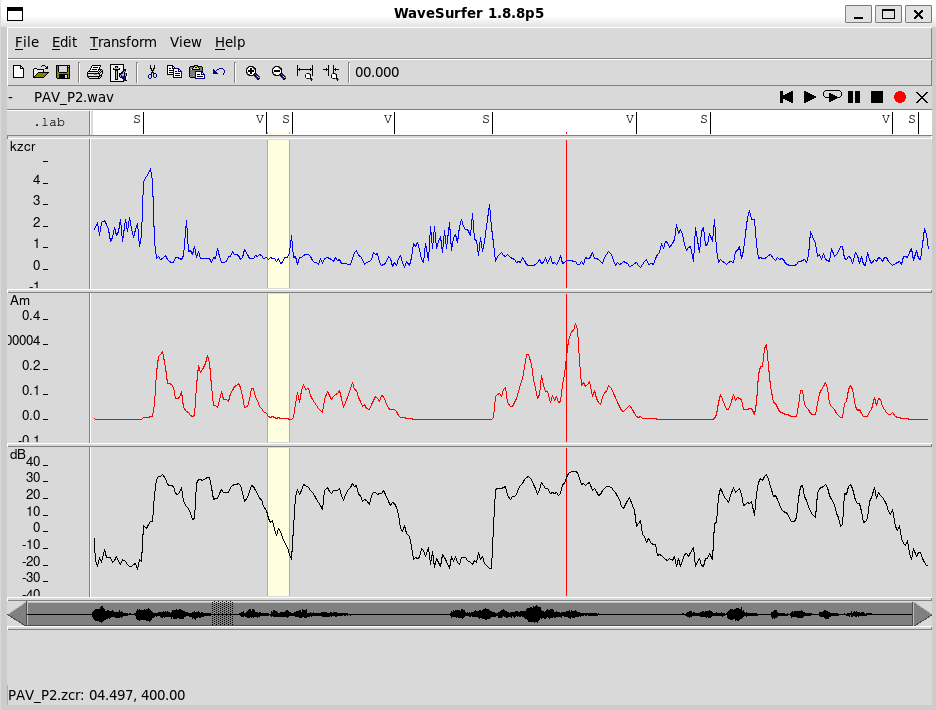 WaveSurfer 1.8.8p5
File Edit Transform View Help
00.000
- PAV_P2.wav
.lab S V S V S V S V S
kzcr
4
3
2
1
0
-1
Am
0.4
00004
0.2
0.1
0.0
-0.1
dB
40
30
20
10
0
-10
-20
-30
-40
PAV_P2.zcr: 04.497, 400.00